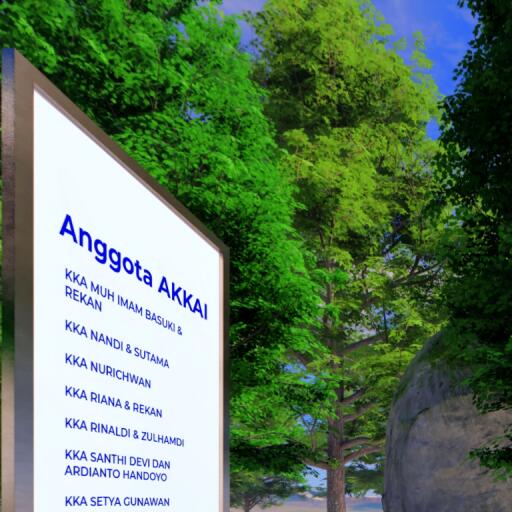 Anggota AKKAI
KKA MUH IMAM BASUKI &
REKAN
KKA NANDI & SUTAMA
KKA NURICHWAN
KKA RIANA & REKAN
KKA RINALDI & ZULHAMDI
KKA SANTHI DEVI DAN
ARDIANTO HANDOYO
KKA SETYA GUNAWAN